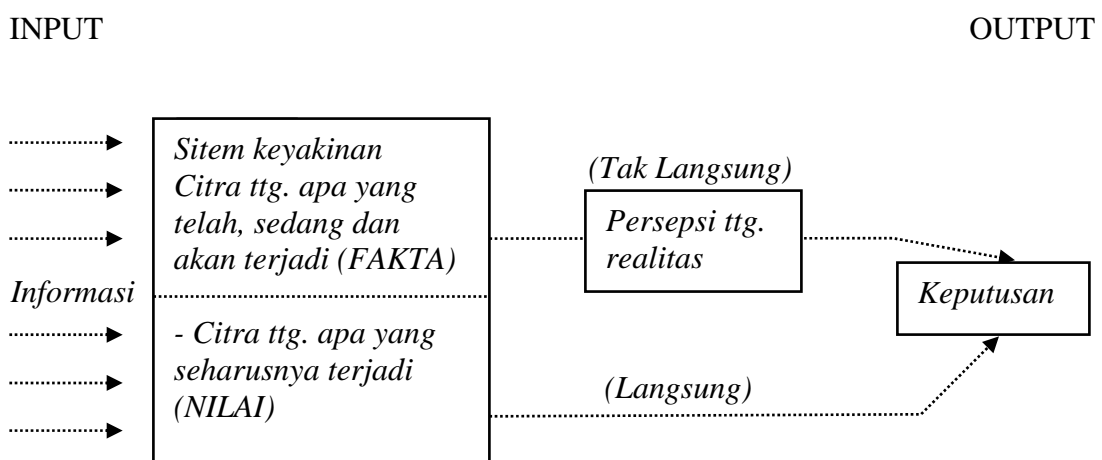 INPUT
OUTPUT
Sitem keyakinan
Citra ttg. apa yang
telah, sedang dan
akan terjadi (FAKTA)
Informasi
- Citra ttg. apa yang
seharusnya terjadi
(NILAI)
(Tak Langsung)
Persepsi ttg.
realitas
(Langsung)
Keputusan